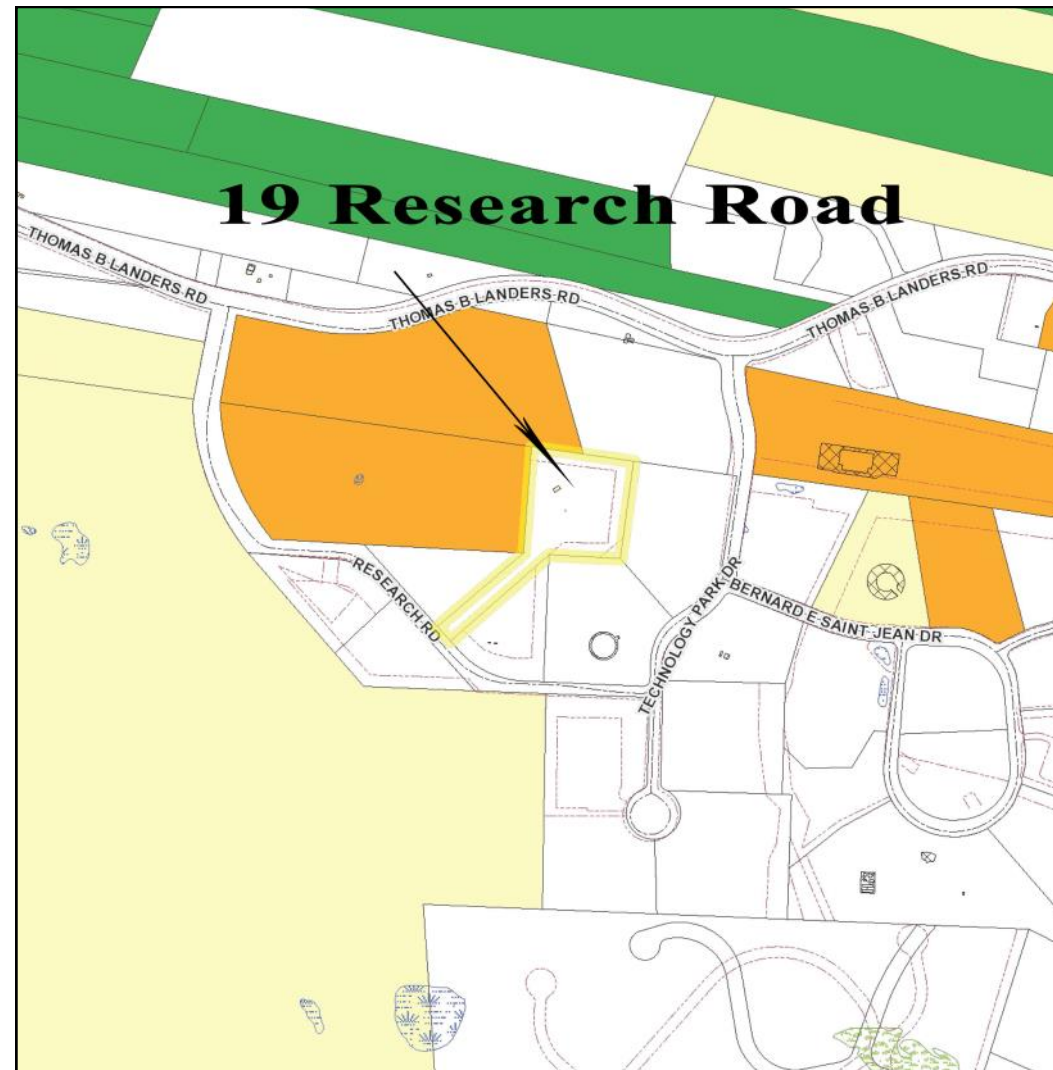 19 Research Road
THOMAS B LANDERS RD
THOMAS B LANDERS RD
THOMAS B LANDERS RD
RESEARCH RD
TECHNOLOGY PARK DR
BERNARD E SAINT JEAN DR